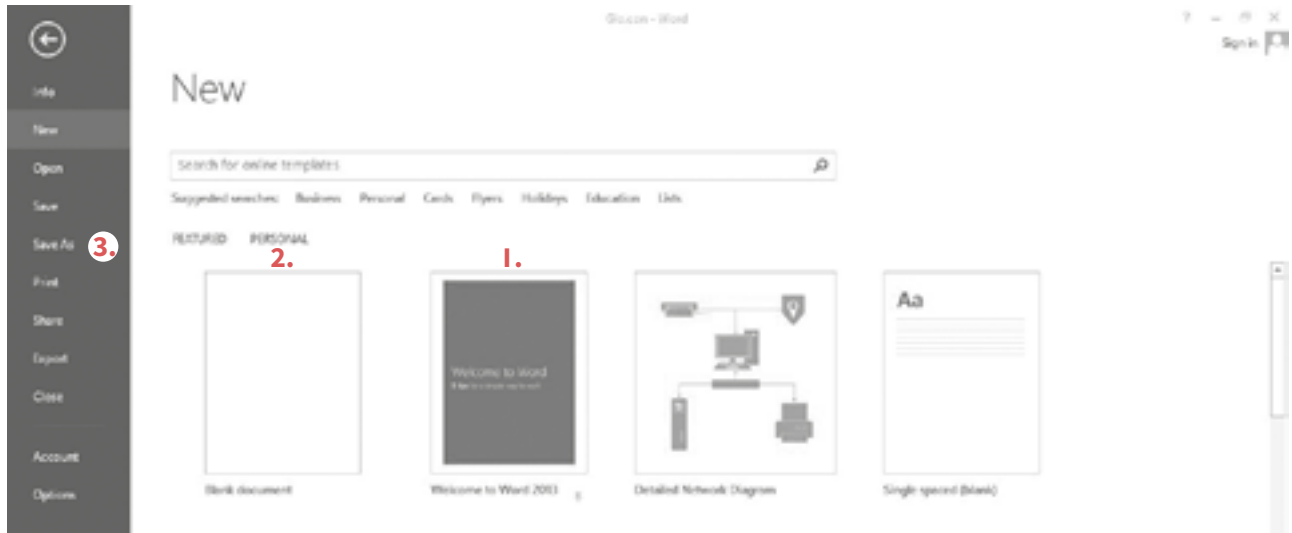 Word
?
Sign in
Info
New
New
Open
Search for online templates
Save
Suggested searches: Business Personal Cards Flyers Holidays Education Lists
Save As 3.
FEATURED PERSONAL
2. 1.
Print
Share
Export
Close
Account
Options
Aa
Welcome to Word
Blank document
Welcome to Word 2013
Detailed Network Diagram
Single spaced (blank)